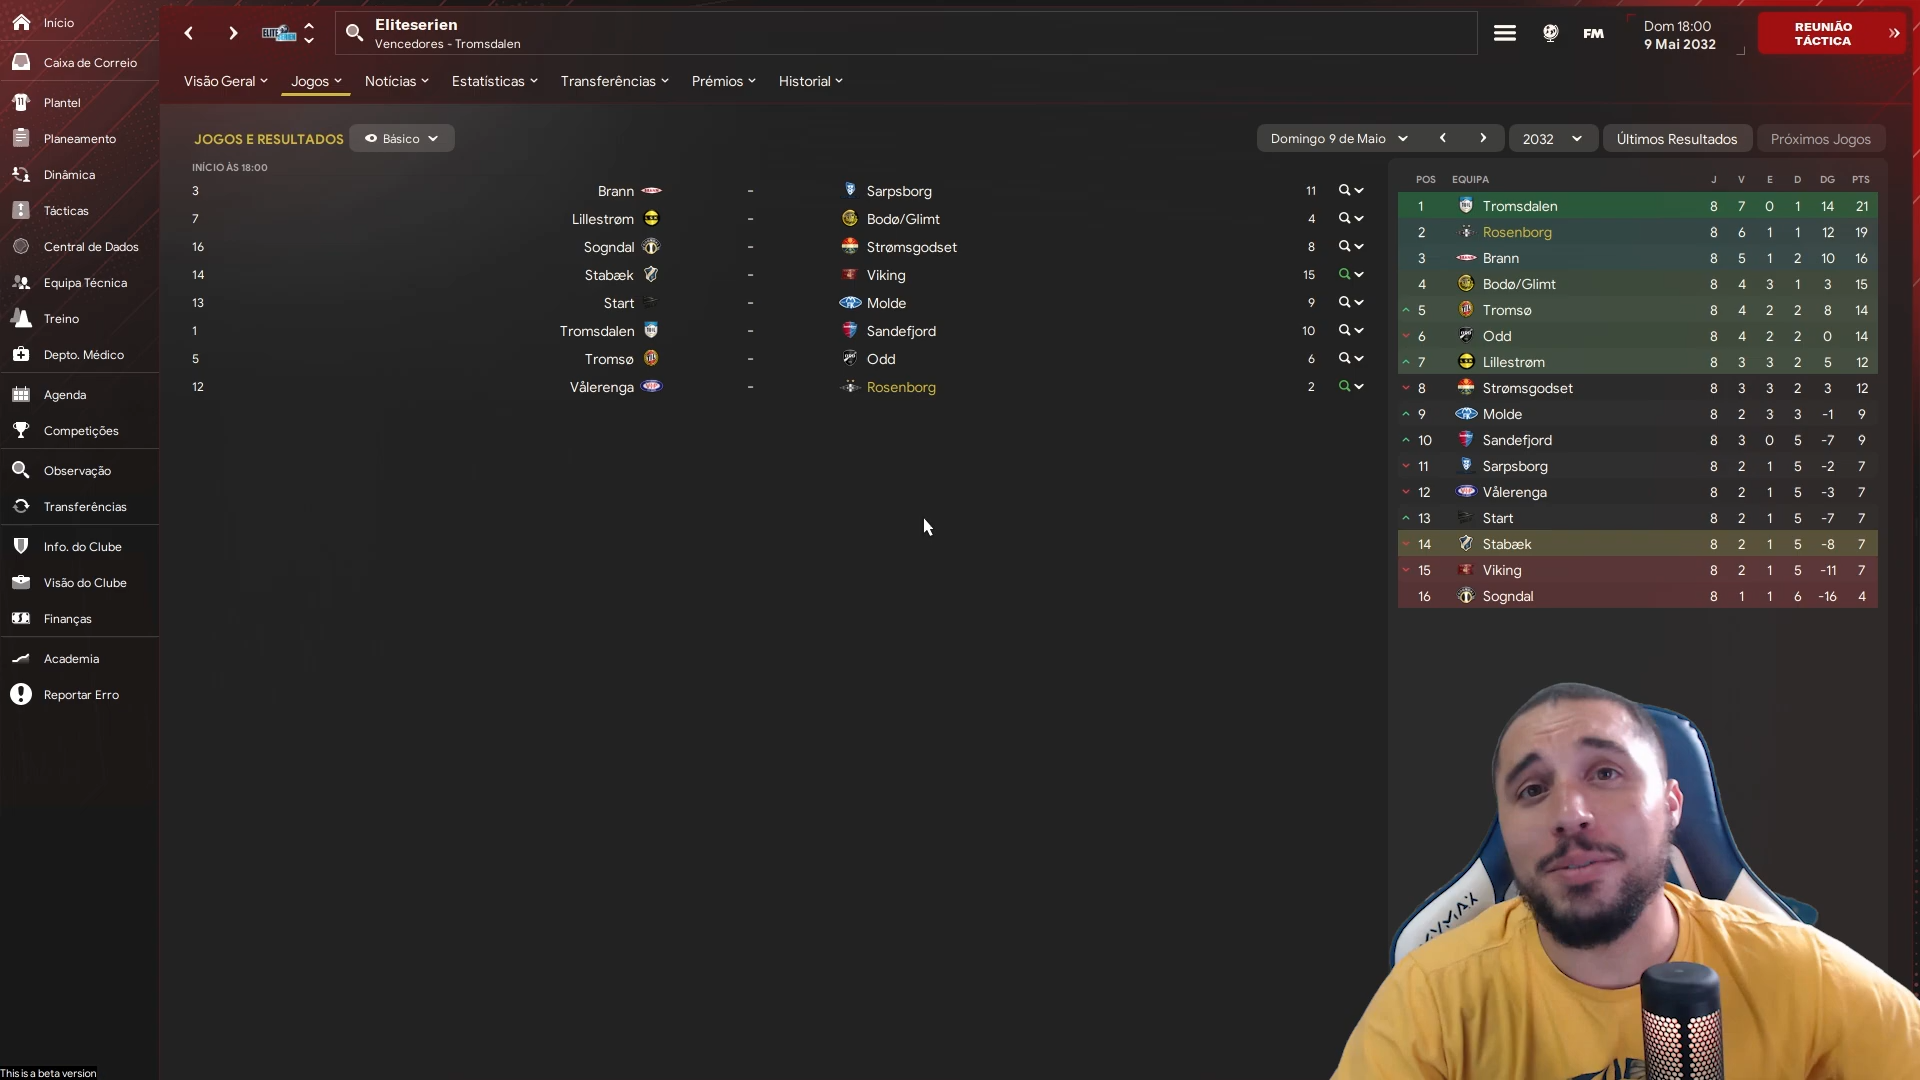 Início
Caixa de Correio
Plantel
Planeamento
Dinâmica
Tácticas
Central de Dados
Equipa Técnica
Treino
Depto. Médico
Agenda
Competições
Observação
Transferências
Info. do Clube
Visão do Clube
Finanças
Academia
Reportar Erro
This is a beta version
Eliteserien
Vencedores - Tromsdalen
FM
Dom 18:00
9 Mai 2032
REUNIÃO
TÁCTICA
Visão Geral Jogos Notícias Estatísticas Transferências Prémios Historial
JOGOS E RESULTADOS Básico
Domingo 9 de Maio 2032 Últimos Resultados Próximos Jogos
INÍCIO ÀS 18:00
3 Brann - Sarpsborg 11
7 Lillestrøm - Bodø/Glimt 4
16 Sogndal - Strømsgodset 8
14 Stabæk - Viking 15
13 Start - Molde 9
1 Tromsdalen - Sandefjord 10
5 Tromsø - Odd 6
12 Vålerenga - Rosenborg 2
POS EQUIPA J V E D DG PTS
1 Tromsdalen 8 7 0 1 14 21
2 Rosenborg 8 6 1 1 12 19
3 Brann 8 5 1 2 10 16
4 Bodø/Glimt 8 4 3 1 3 15
5 Tromsø 8 4 2 2 8 14
6 Odd 8 4 2 2 0 14
7 Lillestrøm 8 3 3 2 5 12
8 Strømsgodset 8 3 3 2 3 12
9 Molde 8 2 3 3 -1 9
10 Sandefjord 8 3 0 5 -7 9
11 Sarpsborg 8 2 1 5 -2 7
12 Vålerenga 8 2 1 5 -3 7
13 Start 8 2 1 5 -7 7
14 Stabæk 8 2 1 5 -8 7
15 Viking 8 2 1 5 -11 7
16 Sogndal 8 1 1 6 -16 4